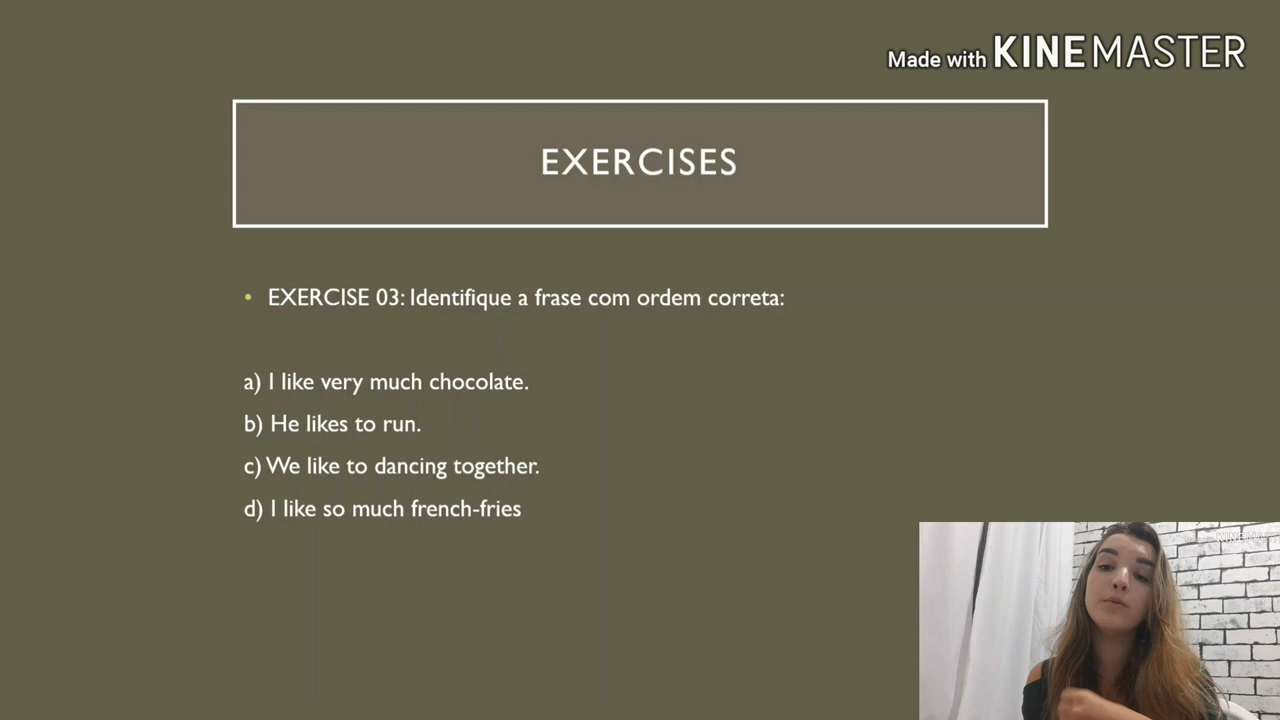 Made with KINEMASTER
EXERCISES
• EXERCISE 03: Identifique a frase com ordem correta:
a) I like very much chocolate.
b) He likes to run.
c) We like to dancing together.
d) I like so much french-fries